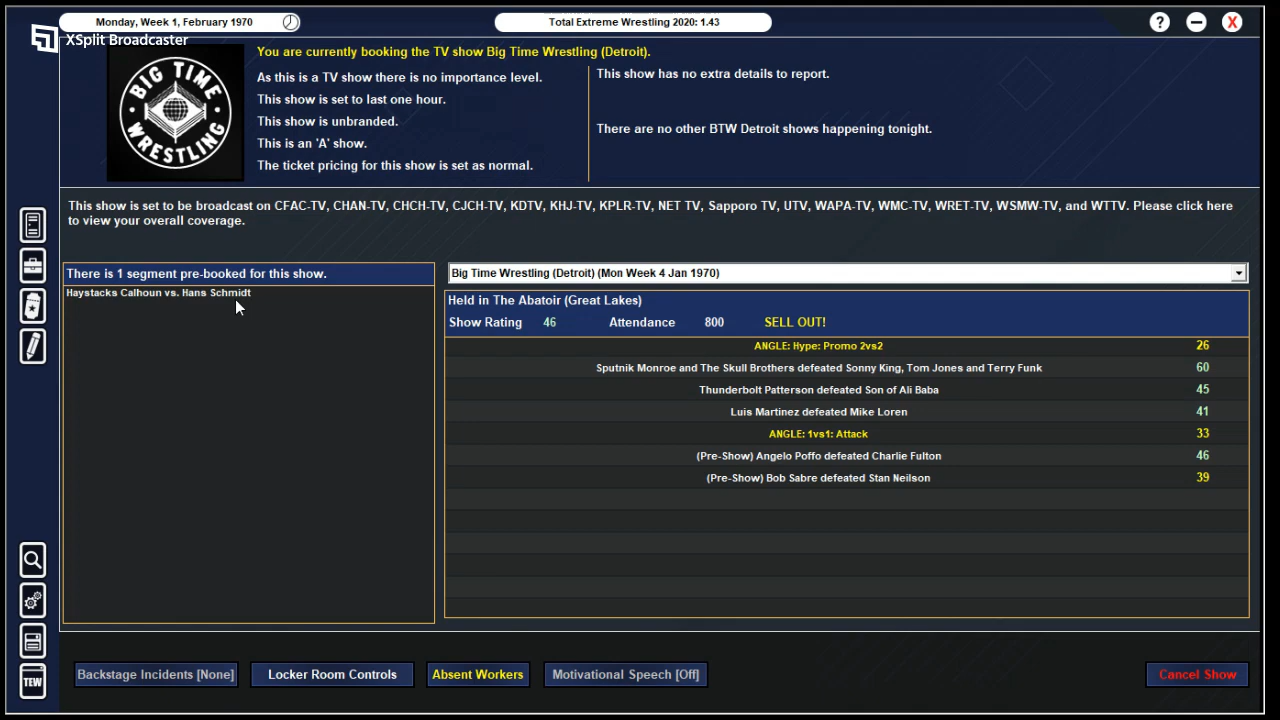 Monday, Week 1, February 1970
Total Extreme Wrestling 2020: 1.43
?
X
XSplit Broadcaster
BIG TIME
WRESTLING
You are currently booking the TV show Big Time Wrestling (Detroit).
As this is a TV show there is no importance level.
This show is set to last one hour.
This show is unbranded.
This is an 'A' show.
The ticket pricing for this show is set as normal.
This show has no extra details to report.
There are no other BTW Detroit shows happening tonight.
This show is set to be broadcast on CFAC-TV, CHAN-TV, CHCH-TV, CJCH-TV, KDTV, KHJ-TV, KPLR-TV, NET TV, Sapporo TV, UTV, WAPA-TV, WMC-TV, WRET-TV, WSMW-TV, and WTTV. Please click here
to view your overall coverage.
There is 1 segment pre-booked for this show.
Haystacks Calhoun vs. Hans Schmidt
Big Time Wrestling (Detroit) (Mon Week 4 Jan 1970)
Held in The Abatoir (Great Lakes)
Show Rating 46 Attendance 800 SELL OUT!
ANGLE: Hype: Promo 2vs2 26
Sputnik Monroe and The Skull Brothers defeated Sonny King, Tom Jones and Terry Funk 60
Thunderbolt Patterson defeated Son of Ali Baba 45
Luis Martinez defeated Mike Loren 41
ANGLE: 1vs1: Attack 33
(Pre-Show) Angelo Poffo defeated Charlie Fulton 46
(Pre-Show) Bob Sabre defeated Stan Neilson 39
TEW
Backstage Incidents [None]
Locker Room Controls
Absent Workers
Motivational Speech [Off]
Cancel Show